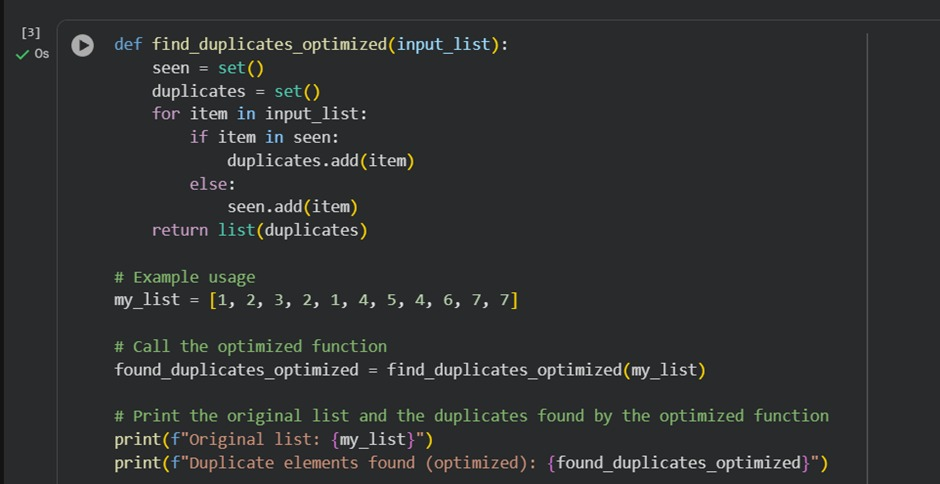 [3]
0s
def find_duplicates_optimized(input_list):
    seen = set()
    duplicates = set()
    for item in input_list:
        if item in seen:
            duplicates.add(item)
        else:
            seen.add(item)
    return list(duplicates)

# Example usage
my_list = [1, 2, 3, 2, 1, 4, 5, 4, 6, 7, 7]

# Call the optimized function
found_duplicates_optimized = find_duplicates_optimized(my_list)

# Print the original list and the duplicates found by the optimized function
print(f"Original list: {my_list}")
print(f"Duplicate elements found (optimized): {found_duplicates_optimized}")